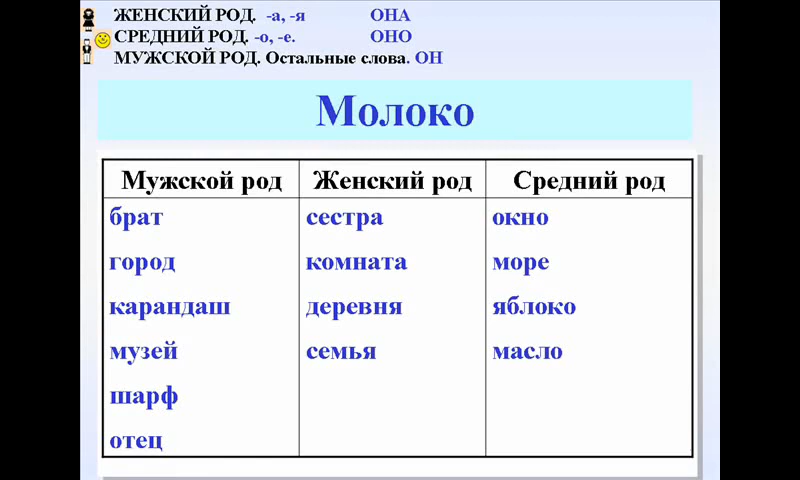 ЖЕНСКИЙ РОД. -а, -я ОНА
СРЕДНИЙ РОД. -о, -е. ОНО
МУЖСКОЙ РОД. Остальные слова. ОН
Молоко
Мужской род Женский род Средний род
брат сестра окно
город комната море
карандаш деревня яблоко
музей семья масло
шарф
отец